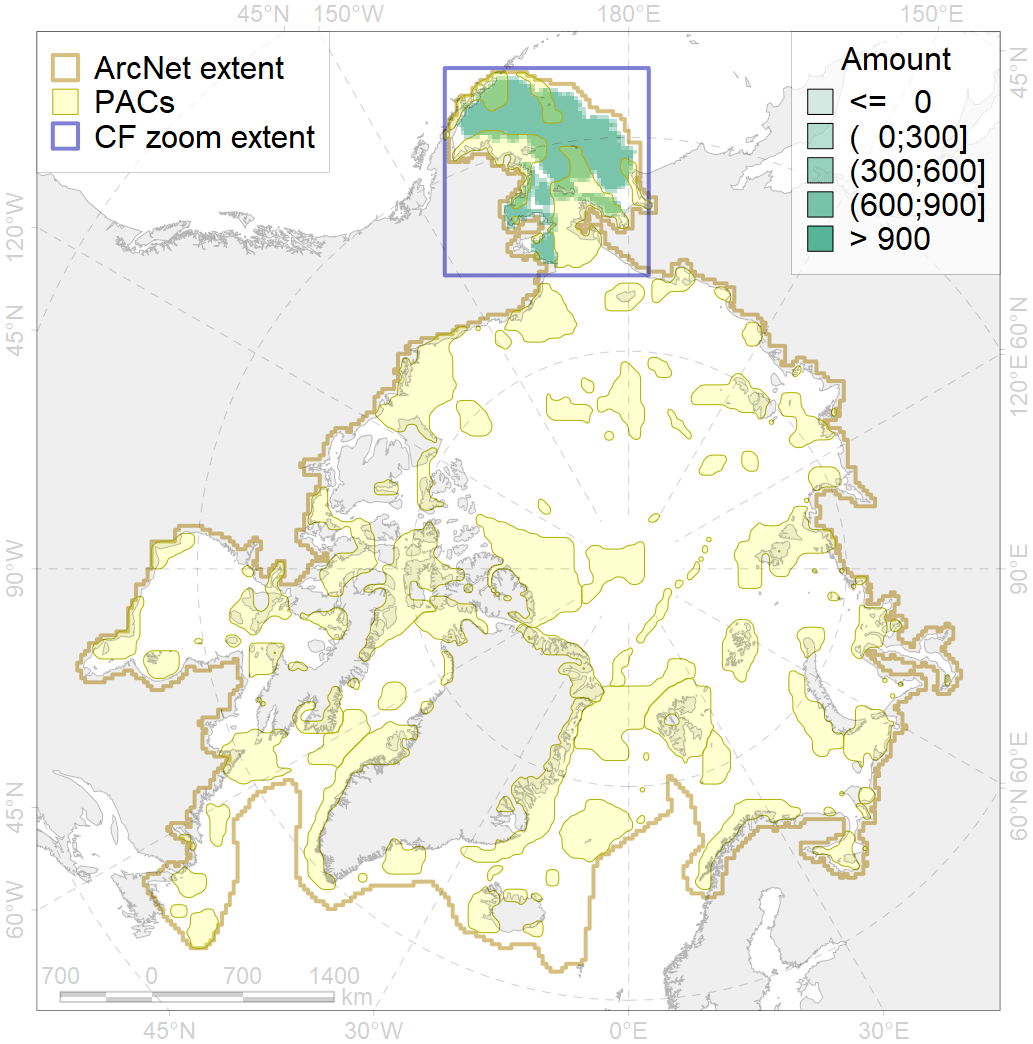 45°N 150°W 180°E 150°E
ArcNet extent
PACs
CF zoom extent
Amount
<= 0
( 0;300]
(300;600]
(600;900]
> 900
45°N
120°W
45°N
60°N
120°E
90°W
90°E
45°N
60°E
60°N
60°W
700 0 700 1400
km
45°N 30°W 0°E 30°E